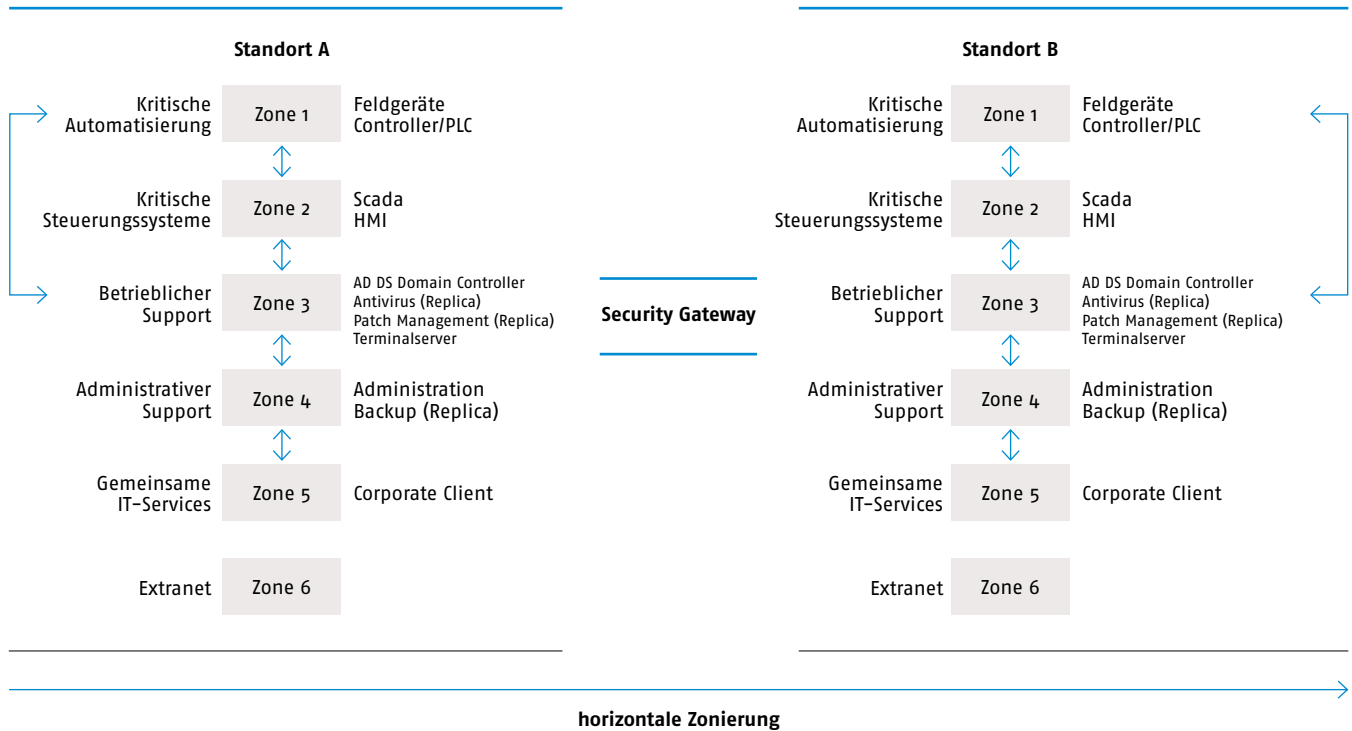 Standort A
Kritische
Automatisierung
Zone 1
Feldgeräte
Controller/PLC
Kritische
Steuerungssysteme
Zone 2
Scada
HMI
Betrieblicher
Support
Zone 3
AD DS Domain Controller
Antivirus (Replica)
Patch Management (Replica)
Terminalserver
Administrativer
Support
Zone 4
Administration
Backup (Replica)
Gemeinsame
IT-Services
Zone 5
Corporate Client
Extranet
Zone 6
Security Gateway
Standort B
Kritische
Automatisierung
Zone 1
Feldgeräte
Controller/PLC
Kritische
Steuerungssysteme
Zone 2
Scada
HMI
Betrieblicher
Support
Zone 3
AD DS Domain Controller
Antivirus (Replica)
Patch Management (Replica)
Terminalserver
Administrativer
Support
Zone 4
Administration
Backup (Replica)
Gemeinsame
IT-Services
Zone 5
Corporate Client
Extranet
Zone 6
horizontale Zonierung